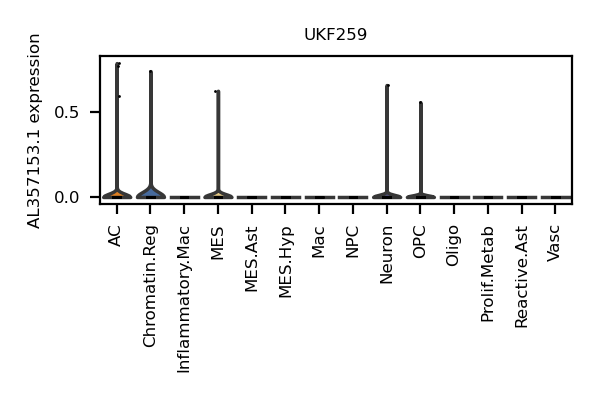 UKF259
AL357153.1 expression
0.5
0.0
AC
Chromatin.Reg
Inflammatory.Mac
MES
MES.Ast
MES.Hyp
Mac
NPC
Neuron
OPC
Oligo
Prolif.Metab
Reactive.Ast
Vasc